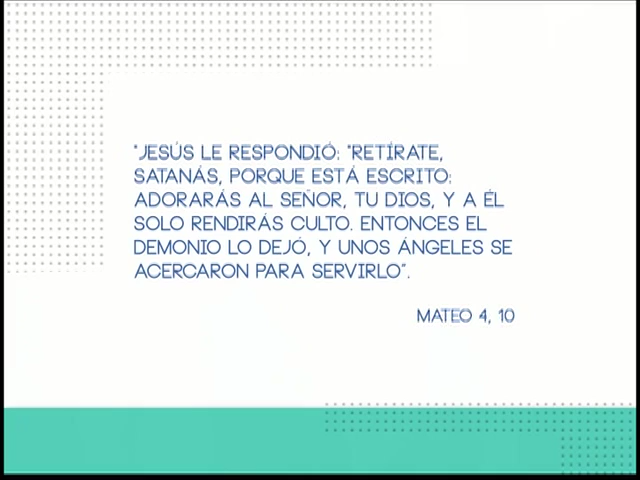 "JESÚS LE RESPONDIÓ: "RETÍRATE,
SATANÁS, PORQUE ESTÁ ESCRITO:
ADORARÁS AL SEÑOR, TU DIOS, Y A ÉL
SOLO RENDIRÁS CULTO. ENTONCES EL
DEMONIO LO DEJÓ, Y UNOS ÁNGELES SE
ACERCARON PARA SERVIRLO".
MATEO 4, 10